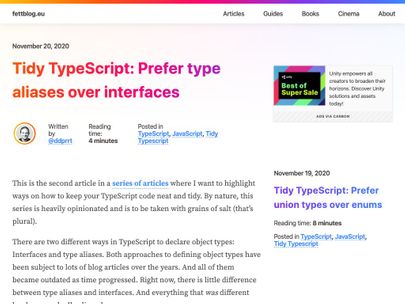 fettblog.eu
Articles Guides Books Cinema About
November 20, 2020
Tidy TypeScript: Prefer type
aliases over interfaces
Written
by
@ddprrt
Reading
time:
4 minutes
Posted in
TypeScript, JavaScript, Tidy
Typescript
This is the second article in a series of articles where I want to highlight
ways on how to keep your TypeScript code neat and tidy. By nature, this
series is heavily opinionated and is to be taken with grains of salt (that's
plural).
There are two different ways in TypeScript to declare object types:
Interfaces and type aliases. Both approaches to defining object types have
been subject to lots of blog articles over the years. And all of them
became outdated as time progressed. Right now, there is little difference
between type aliases and interfaces. And everything that was different
Best of
Super Sale
Unity empowers all
creators to broaden their
horizons. Discover Unity
solutions and assets
today!
ADS VIA CARBON
November 19, 2020
Tidy TypeScript: Prefer
union types over enums
Reading time: 8 minutes
Posted in TypeScript, JavaScript,
Tidy Typescript